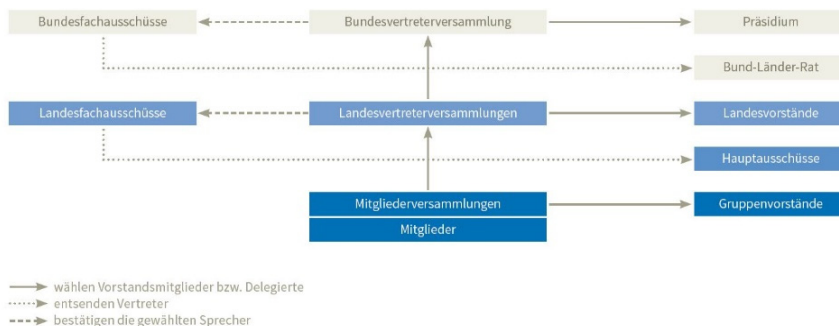 Bundesfachausschüsse Bundesvertreterversammlung Präsidium
Bund-Länder-Rat
Landesfachausschüsse Landesvertreterversammlungen Landesvorstände
Hauptausschüsse
Mitgliederversammlungen Gruppenvorstände
Mitglieder
wählen Vorstandsmitglieder bzw. Delegierte
entsenden Vertreter
bestätigen die gewählten Sprecher